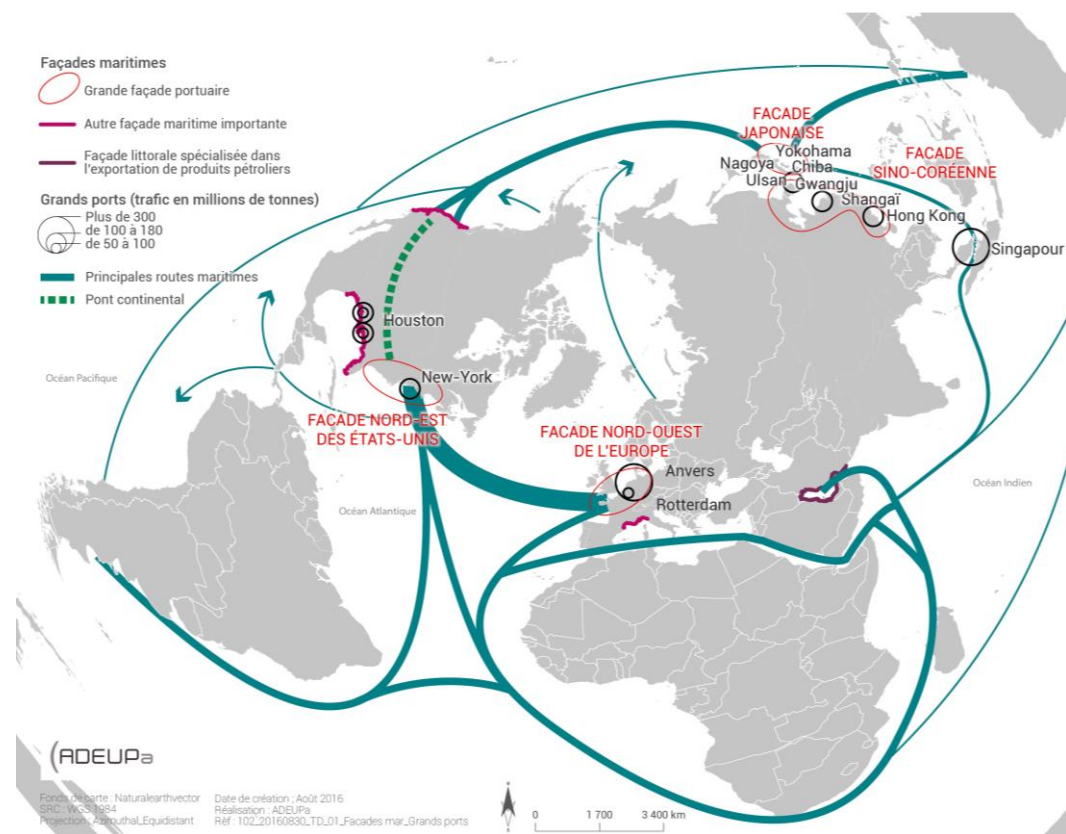 Façades maritimes
Grande façade portuaire
Autre façade maritime importante
Façade littorale spécialisée dans
l'exportation de produits pétroliers
Grands ports (trafic en millions de tonnes)
Plus de 300
de 100 à 180
de 50 à 100
Principales routes maritimes
Pont continental
FACADE
JAPONAISE
Yokohama
Nagoya
Chiba
Ulsan
Gwangju
FACADE
SINO-CORÉENNE
Shangaï
Hong Kong
Singapour
Houston
New-York
Océan Pacifique
FACADE NORD-EST
DES ÉTATS-UNIS
FACADE NORD-OUEST
DE L'EUROPE
Anvers
Rotterdam
Océan Atlantique
Océan Indien
ADEUPa
Fonds de carte : Naturalearthvector
SRC : WGS 1984
Projection : Azimuthal_Equidistant
Date de création : Août 2016
Réalisation : ADEUPa
Réf : 102_20160830_TD_01_Facades mar_Grands ports
0 1 700 3 400 km